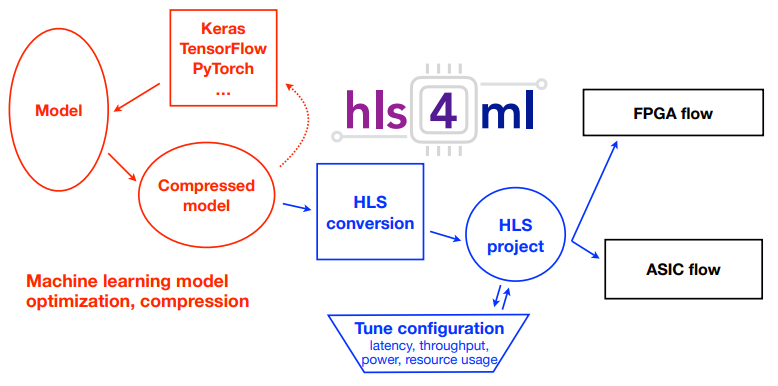 Keras
TensorFlow
PyTorch
...
Model
hls 4 ml
FPGA flow
Compressed
model
HLS
conversion
HLS
project
ASIC flow
Machine learning model
optimization, compression
Tune configuration
latency, throughput,
power, resource usage